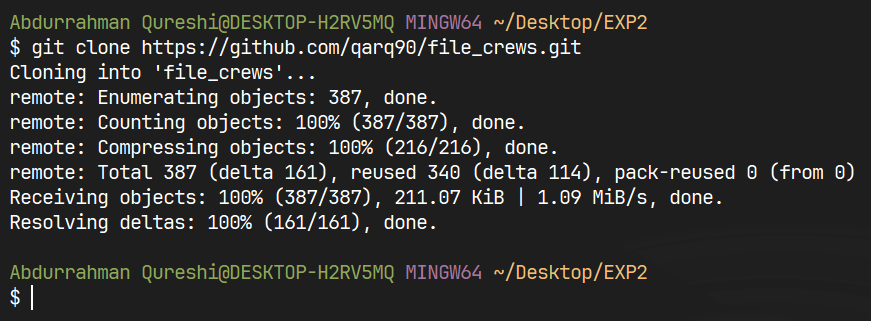 Abdurrahman Qureshi@DESKTOP-H2RV5MQ MINGW64 ~/Desktop/EXP2
$ git clone https://github.com/qarq90/file_crews.git
Cloning into 'file_crews'...
remote: Enumerating objects: 387, done.
remote: Counting objects: 100% (387/387), done.
remote: Compressing objects: 100% (216/216), done.
remote: Total 387 (delta 161), reused 340 (delta 114), pack-reused 0 (from 0)
Receiving objects: 100% (387/387), 211.07 KiB | 1.09 MiB/s, done.
Resolving deltas: 100% (161/161), done.
Abdurrahman Qureshi@DESKTOP-H2RV5MQ MINGW64 ~/Desktop/EXP2
$